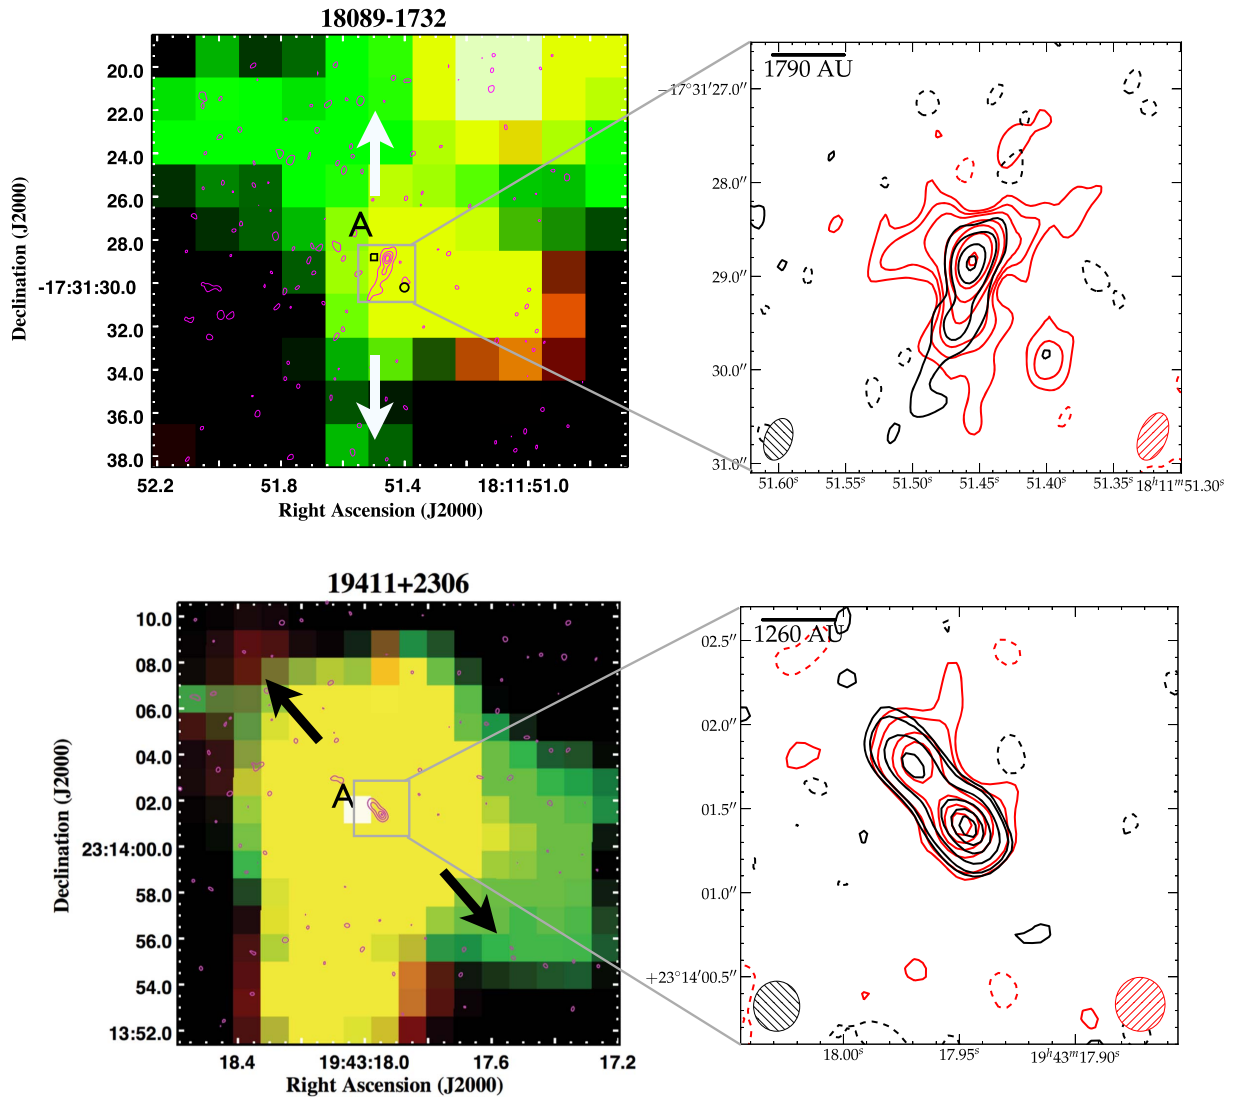 18089-1732
20.0
22.0
24.0
26.0
28.0
-17:31:30.0
32.0
34.0
36.0
38.0
Declination (J2000)
A
52.2 51.8 51.4 18:11:51.0
Right Ascension (J2000)
1790 AU
−17°31′27.0″
28.0″
29.0″
30.0″
31.0″
51.60ˢ 51.55ˢ 51.50ˢ 51.45ˢ 51.40ˢ 51.35ˢ 18ʰ11ᵐ51.30ˢ
19411+2306
10.0
08.0
06.0
04.0
02.0
23:14:00.0
58.0
56.0
54.0
13:52.0
Declination (J2000)
A
18.4 19:43:18.0 17.6 17.2
Right Ascension (J2000)
1260 AU
02.5″
02.0″
01.5″
01.0″
+23°14′00.5″
18.00ˢ 17.95ˢ 19ʰ43ᵐ17.90ˢ